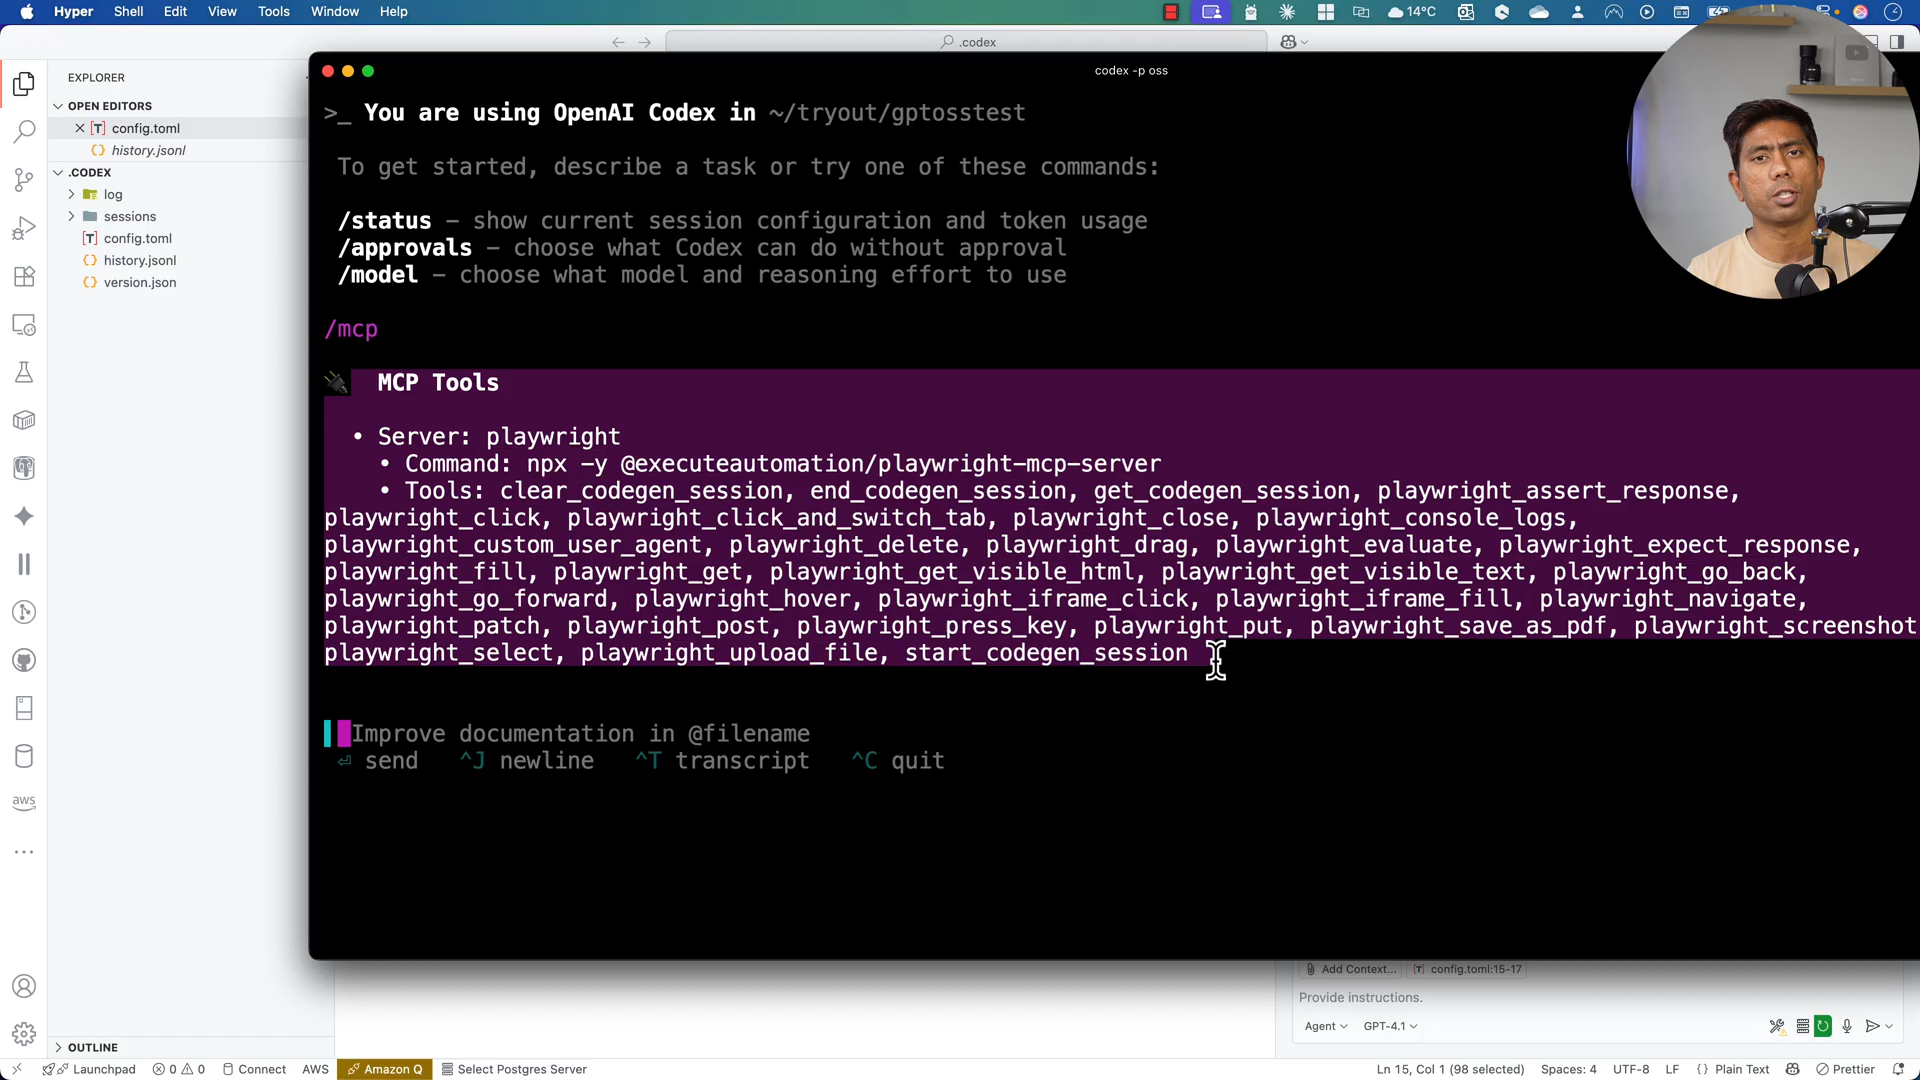 Hyper Shell Edit View Tools Window Help 14°C
.codex
EXPLORER
codex -p oss
OPEN EDITORS
config.toml
history.jsonl
.CODEX
log
sessions
config.toml
history.jsonl
version.json
>_ You are using OpenAI Codex in ~/tryout/gptosstest
To get started, describe a task or try one of these commands:
/status – show current session configuration and token usage
/approvals – choose what Codex can do without approval
/model – choose what model and reasoning effort to use
/mcp
MCP Tools
• Server: playwright
• Command: npx -y @executeautomation/playwright-mcp-server
• Tools: clear_codegen_session, end_codegen_session, get_codegen_session, playwright_assert_response,
playwright_click, playwright_click_and_switch_tab, playwright_close, playwright_console_logs,
playwright_custom_user_agent, playwright_delete, playwright_drag, playwright_evaluate, playwright_expect_response,
playwright_fill, playwright_get, playwright_get_visible_html, playwright_get_visible_text, playwright_go_back,
playwright_go_forward, playwright_hover, playwright_iframe_click, playwright_iframe_fill, playwright_navigate,
playwright_patch, playwright_post, playwright_press_key, playwright_put, playwright_save_as_pdf, playwright_screenshot
playwright_select, playwright_upload_file, start_codegen_session
Improve documentation in @filename
⏎ send ^J newline ^T transcript ^C quit
aws
Add Context... config.toml:15-17
Provide instructions.
Agent GPT-4.1
OUTLINE
Launchpad 0 0 Connect AWS Amazon Q Select Postgres Server Ln 15, Col 1 (98 selected) Spaces: 4 UTF-8 LF {} Plain Text Prettier